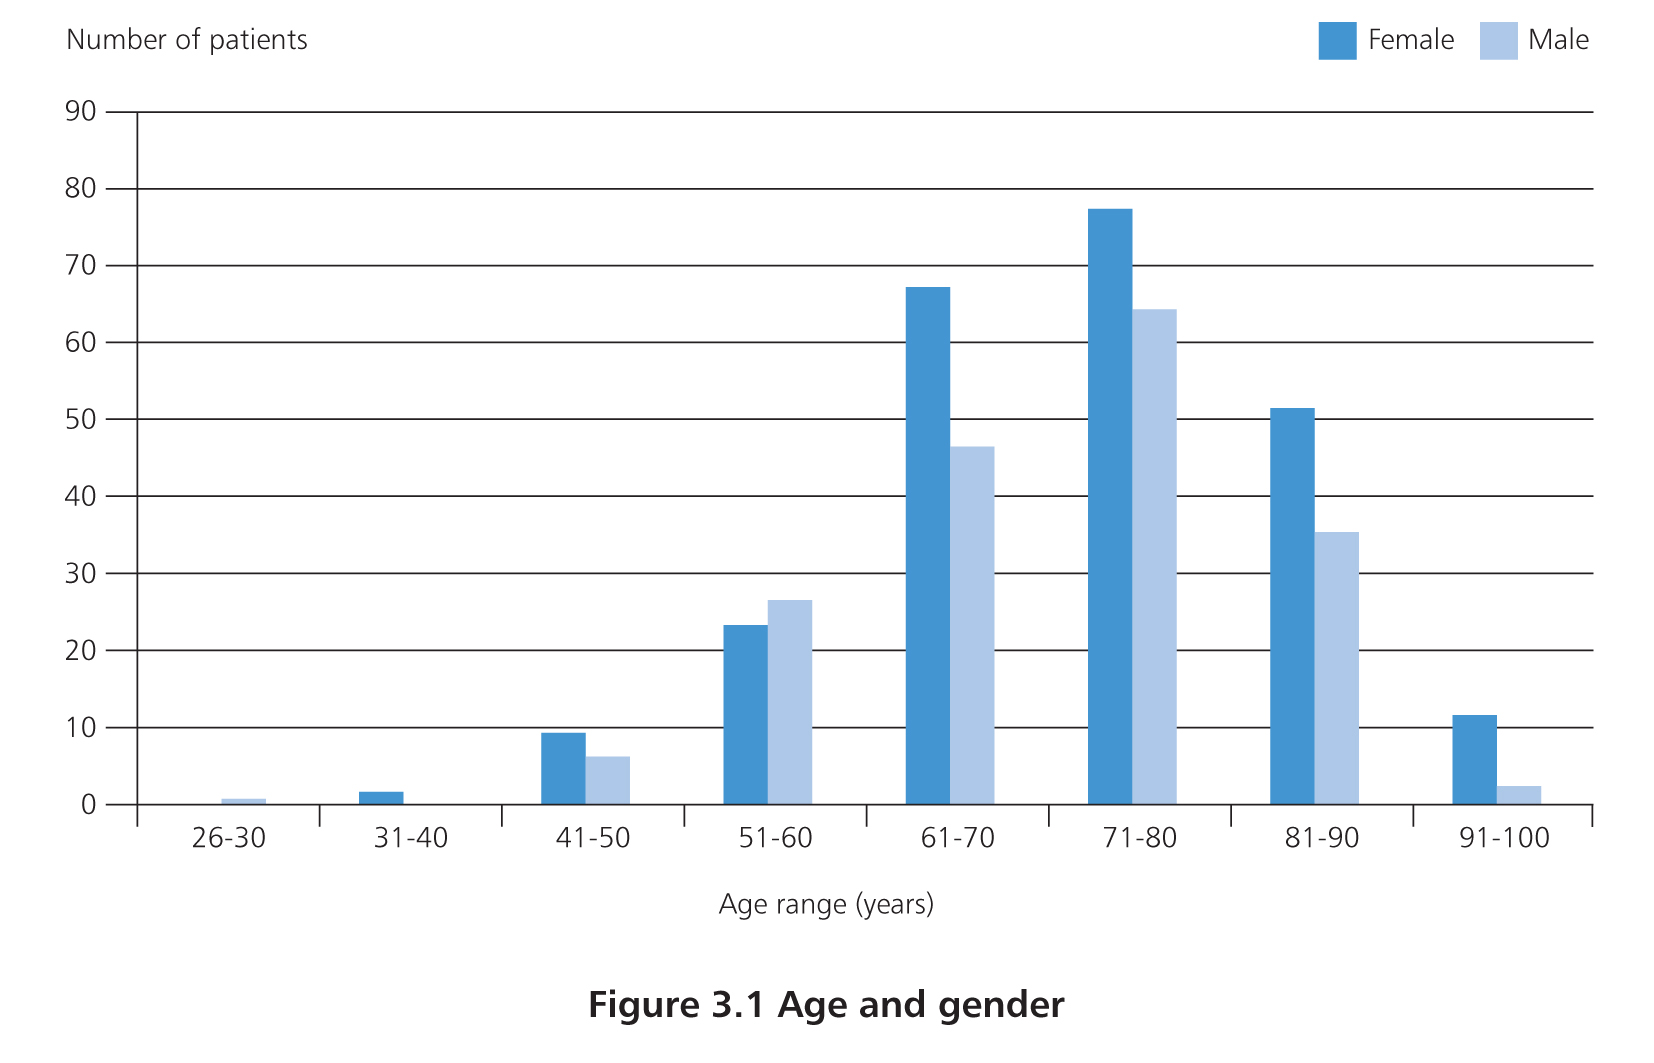 Number of patients
Female Male
90
80
70
60
50
40
30
20
10
0
26-30 31-40 41-50 51-60 61-70 71-80 81-90 91-100
Age range (years)
Figure 3.1 Age and gender